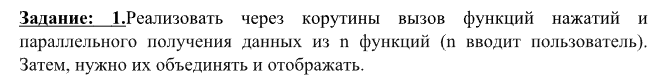 Задание: 1.Реализовать через корутины вызов функций нажатий и
параллельного получения данных из n функций (n вводит пользователь).
Затем, нужно их объединять и отображать.